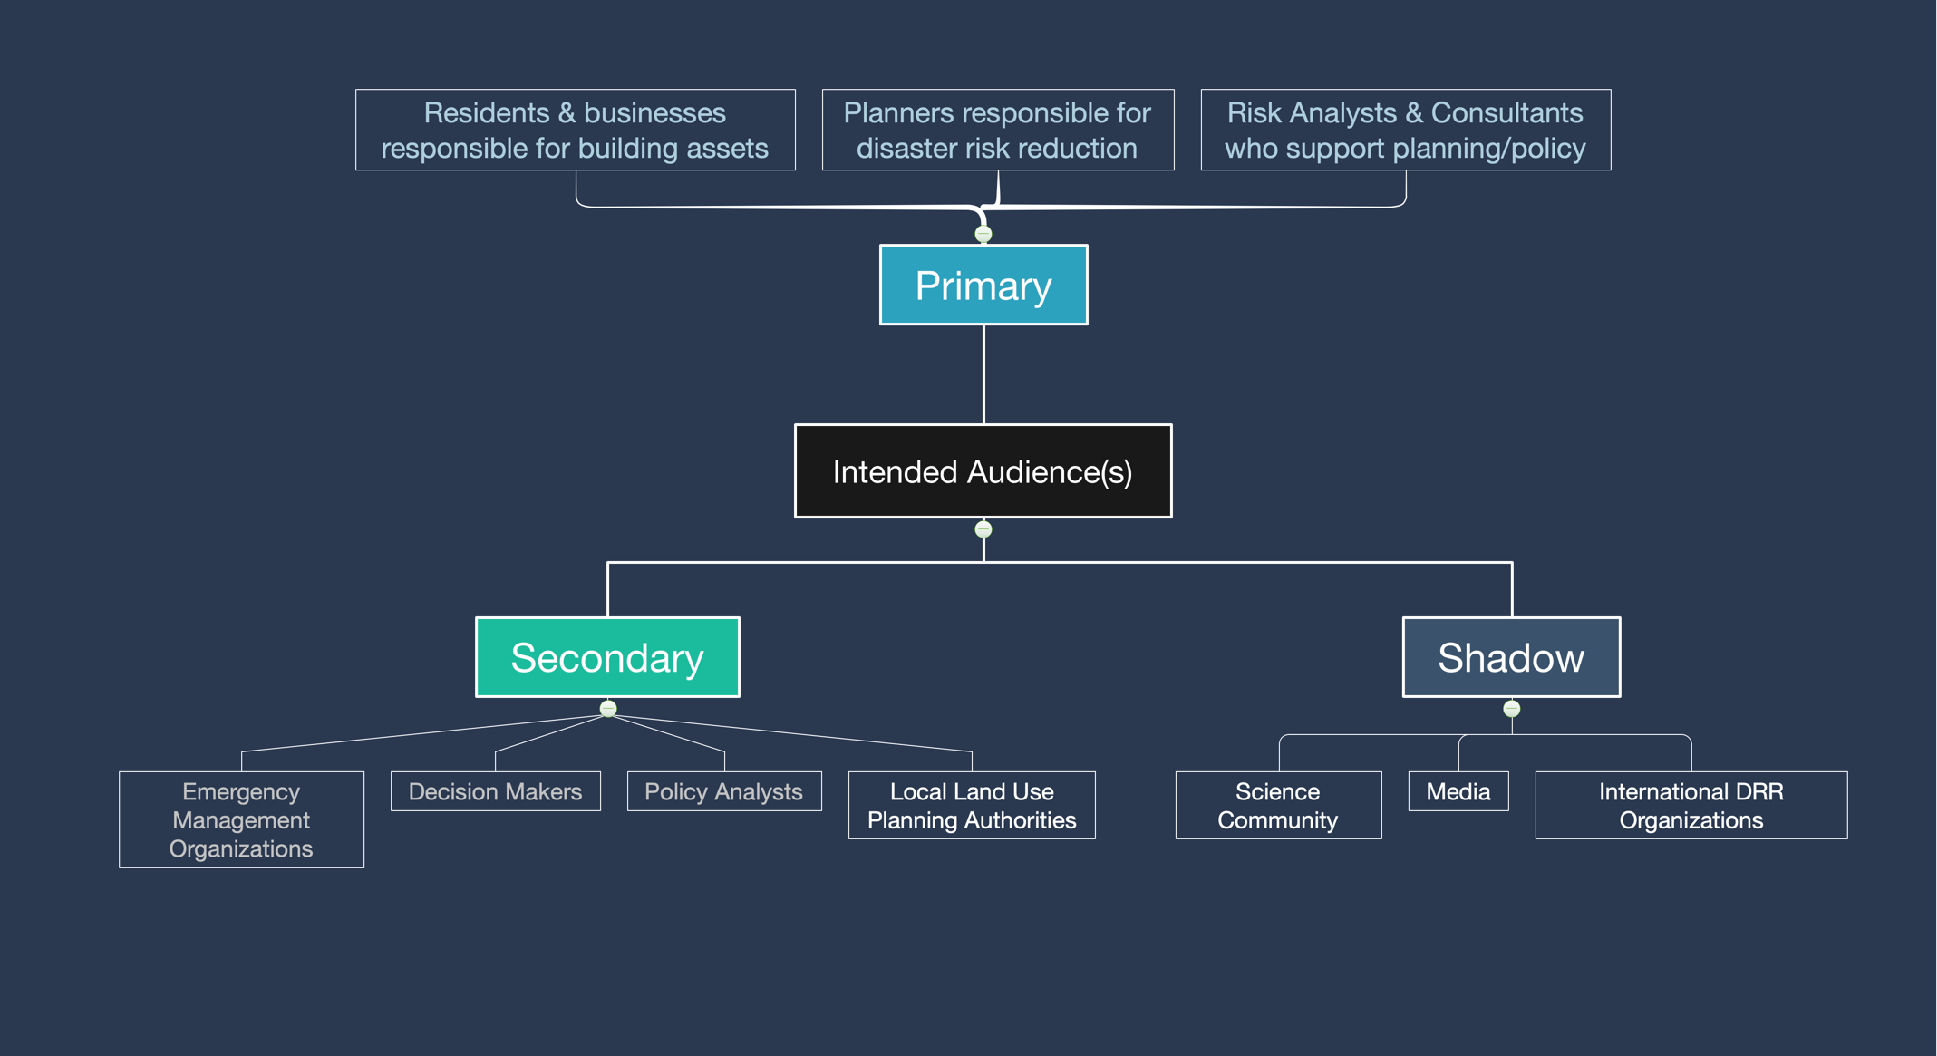 Residents & businesses
responsible for building assets
Planners responsible for
disaster risk reduction
Risk Analysts & Consultants
who support planning/policy
Primary
Intended Audience(s)
Secondary
Shadow
Emergency
Management
Organizations
Decision Makers
Policy Analysts
Local Land Use
Planning Authorities
Science
Community
Media
International DRR
Organizations